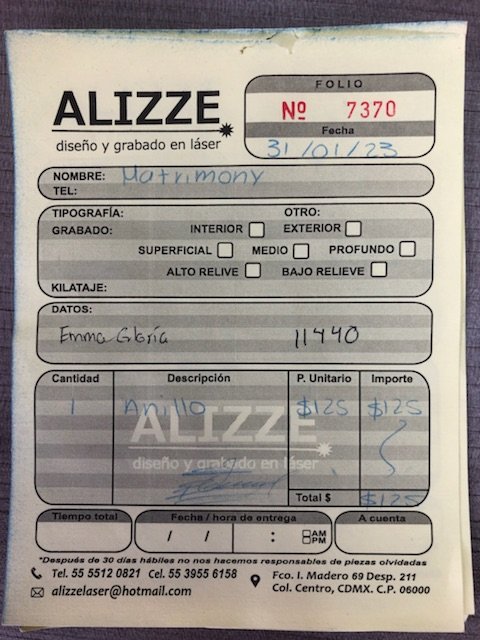 FOLIO
ALIZZE
Nº 7370
diseño y grabado en láser
Fecha
31/01/23
NOMBRE: Matrimony
TEL:
TIPOGRAFÍA: OTRO:
GRABADO: INTERIOR EXTERIOR
SUPERFICIAL MEDIO PROFUNDO
ALTO RELIVE BAJO RELIEVE
KILATAJE:
DATOS:
Emma Gloria 11440
Cantidad Descripción P. Unitario Importe
1 Anillo $125 $125
ALIZZE
diseño y grabado en láser
Total $ $125
Tiempo total Fecha / hora de entrega A cuenta
/ / : AM
PM
*Después de 30 días hábiles no nos hacemos responsables de piezas olvidadas
Tel. 55 5512 0821 Cel. 55 3955 6158
alizzelaser@hotmail.com
Fco. I. Madero 69 Desp. 211
Col. Centro, CDMX. C.P. 06000